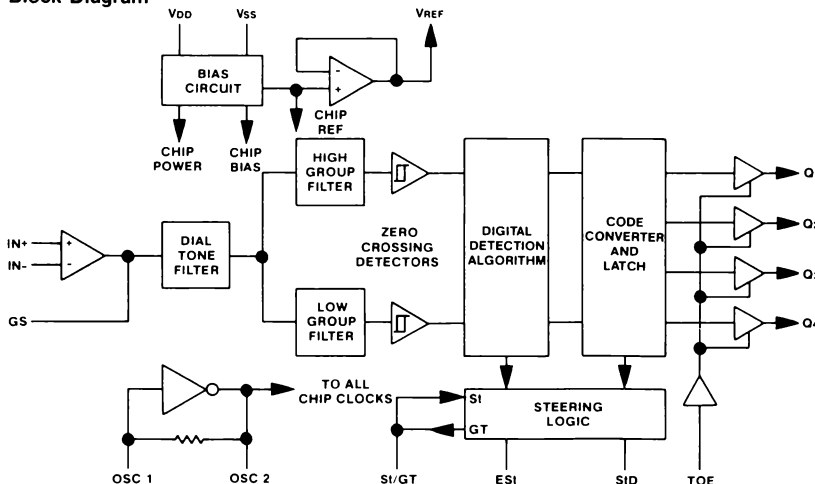 Block Diagram
VDD
VSS
VREF
BIAS
CIRCUIT
-
+
CHIP
REF
CHIP
POWER
CHIP
BIAS
HIGH
GROUP
FILTER
IN+
IN-
+
-
GS
DIAL
TONE
FILTER
ZERO
CROSSING
DETECTORS
DIGITAL
DETECTION
ALGORITHM
CODE
CONVERTER
AND
LATCH
LOW
GROUP
FILTER
Q
Q
Q
Q
TO ALL
CHIP CLOCKS
St
GT
STEERING
LOGIC
OSC 1
OSC 2
St/GT
ESt
StD
TOE